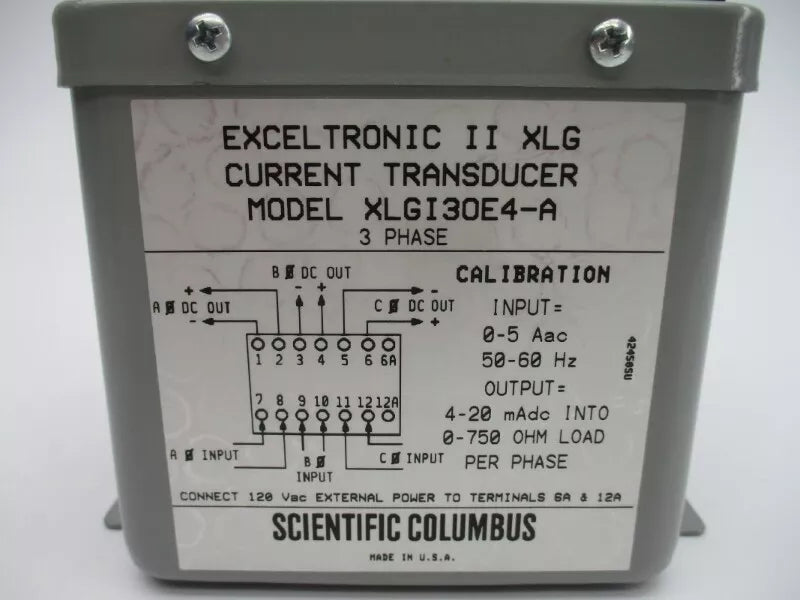 EXCELTRONIC II XLG
CURRENT TRANSDUCER
MODEL XLGI30E4-A
3 PHASE
B Ø DC OUT
+ - + -
A Ø DC OUT
C Ø DC OUT
- +
1 2 3 4 5 6 6A
7 8 9 10 11 12 12A
A Ø INPUT
B Ø
INPUT
C Ø INPUT
CALIBRATION
INPUT=
0-5 Aac
50-60 Hz
OUTPUT=
4-20 mAdc INTO
0-750 OHM LOAD
PER PHASE
42450SU
CONNECT 120 Vac EXTERNAL POWER TO TERMINALS 6A & 12A
SCIENTIFIC COLUMBUS
MADE IN U.S.A.